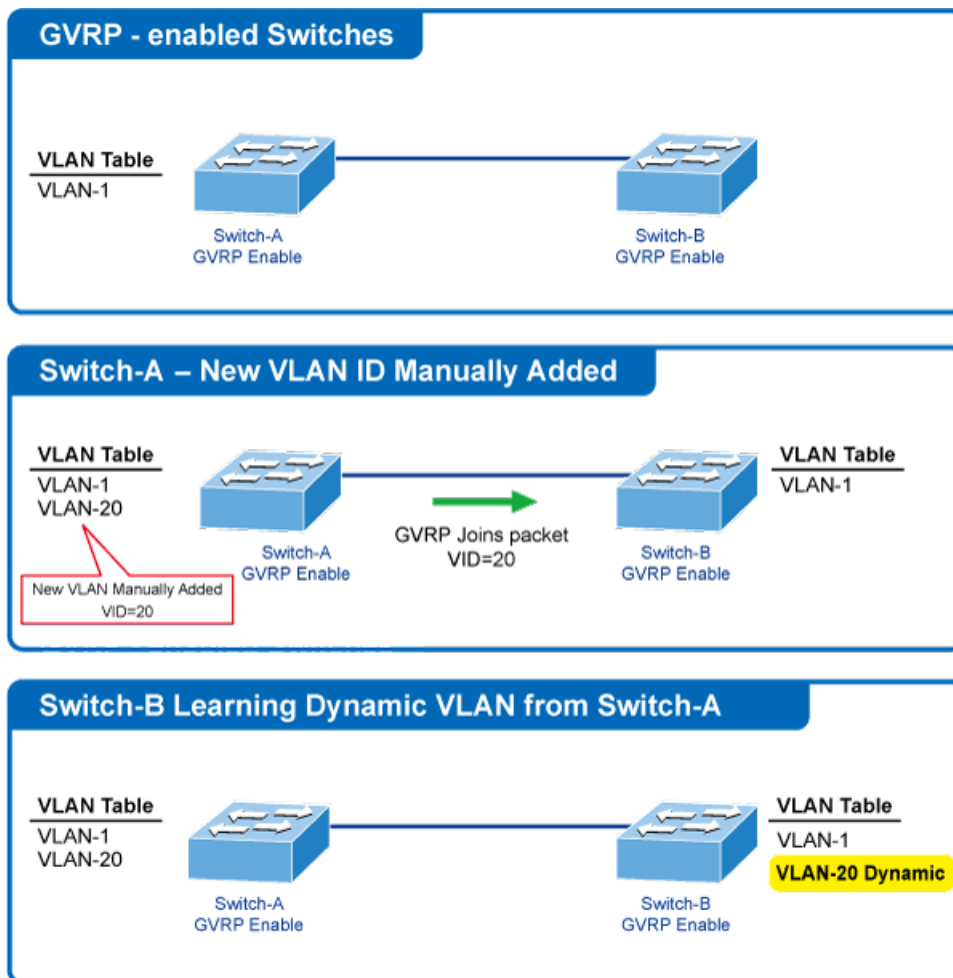 GVRP - enabled Switches
VLAN Table
VLAN-1
Switch-A
GVRP Enable
Switch-B
GVRP Enable
Switch-A – New VLAN ID Manually Added
VLAN Table
VLAN-1
VLAN-20
New VLAN Manually Added
VID=20
Switch-A
GVRP Enable
GVRP Joins packet
VID=20
Switch-B
GVRP Enable
VLAN Table
VLAN-1
Switch-B Learning Dynamic VLAN from Switch-A
VLAN Table
VLAN-1
VLAN-20
Switch-A
GVRP Enable
Switch-B
GVRP Enable
VLAN Table
VLAN-1
VLAN-20 Dynamic